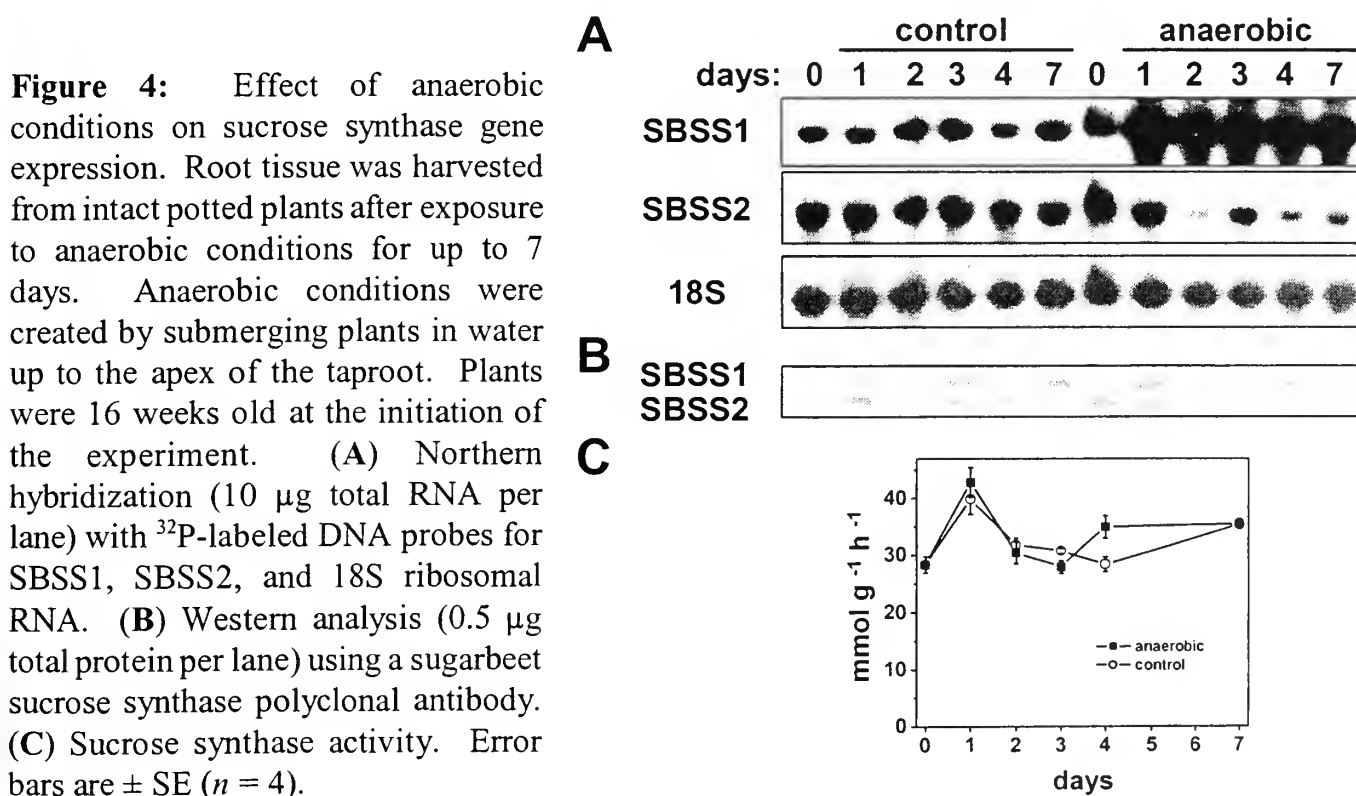 Figure 4: Effect of anaerobic
conditions on sucrose synthase gene
expression. Root tissue was harvested
from intact potted plants after exposure
to anaerobic conditions for up to 7
days. Anaerobic conditions were
created by submerging plants in water
up to the apex of the taproot. Plants
were 16 weeks old at the initiation of
the experiment. (A) Northern
hybridization (10 μg total RNA per
lane) with ³²P-labeled DNA probes for
SBSS1, SBSS2, and 18S ribosomal
RNA. (B) Western analysis (0.5 μg
total protein per lane) using a sugarbeet
sucrose synthase polyclonal antibody.
(C) Sucrose synthase activity. Error
bars are ± SE (n = 4).
A
control anaerobic
days: 0 1 2 3 4 7 0 1 2 3 4 7
SBSS1
SBSS2
18S
B
SBSS1
SBSS2
C
mmol g⁻¹ h⁻¹
40
30
20
10
0
anaerobic
control
0 1 2 3 4 5 6 7
days